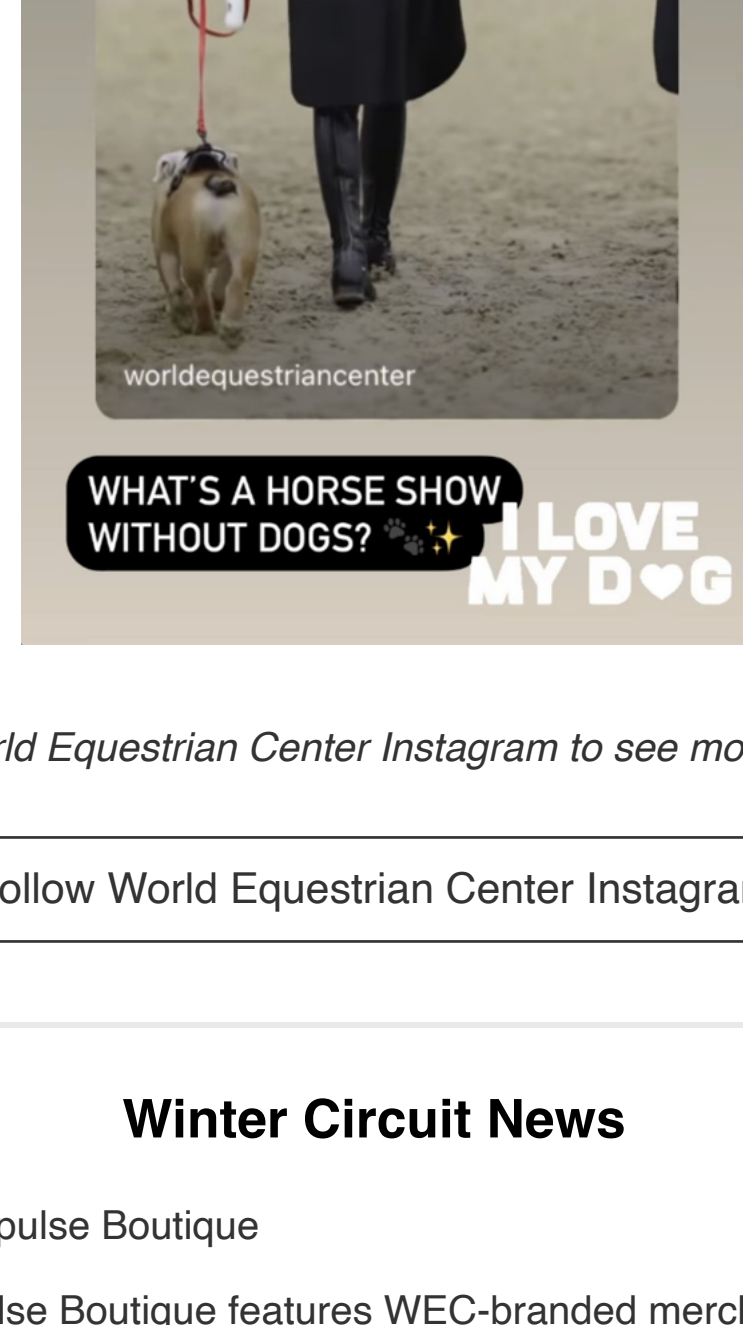 worldequestriancenter
WHAT'S A HORSE SHOW
WITHOUT DOGS? 🐾✨
I LOVE
MY D♥G
rld Equestrian Center Instagram to see mo
ollow World Equestrian Center Instagra
Winter Circuit News
pulse Boutique
lse Boutique features WEC-branded merch